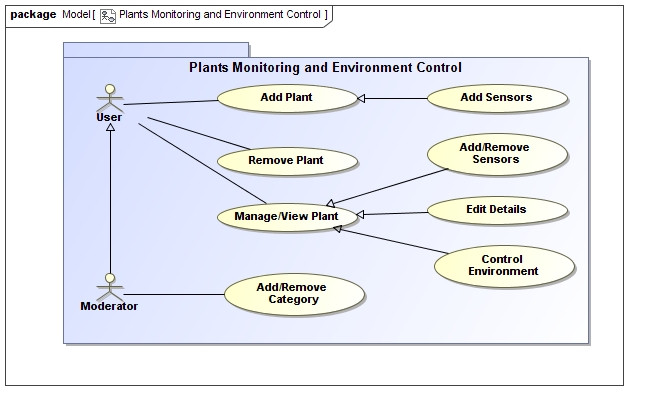 package Model [ Plants Monitoring and Environment Control ]
Plants Monitoring and Environment Control
User
Add Plant
Add Sensors
Remove Plant
Add/Remove
Sensors
Manage/View Plant
Edit Details
Control
Environment
Moderator
Add/Remove
Category